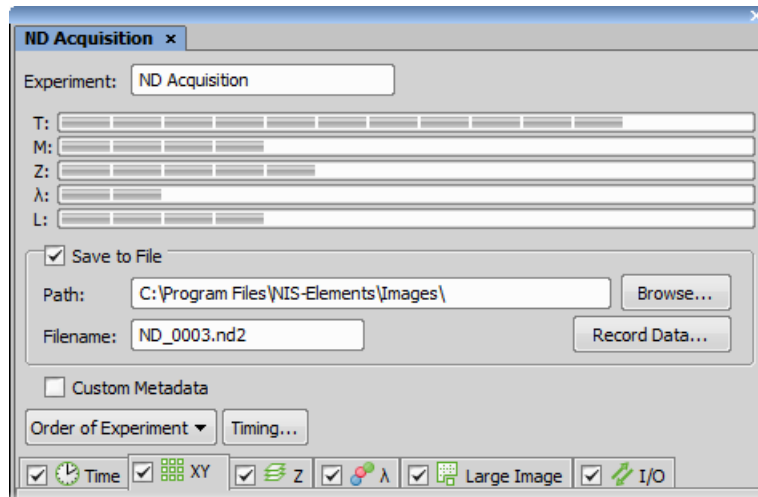 ND Acquisition ×
Experiment: ND Acquisition
T:
M:
Z:
λ:
L:
Save to File
Path: C:\Program Files\NIS-Elements\Images\ Browse...
Filename: ND_0003.nd2 Record Data...
Custom Metadata
Order of Experiment Timing...
Time XY Z λ Large Image I/O